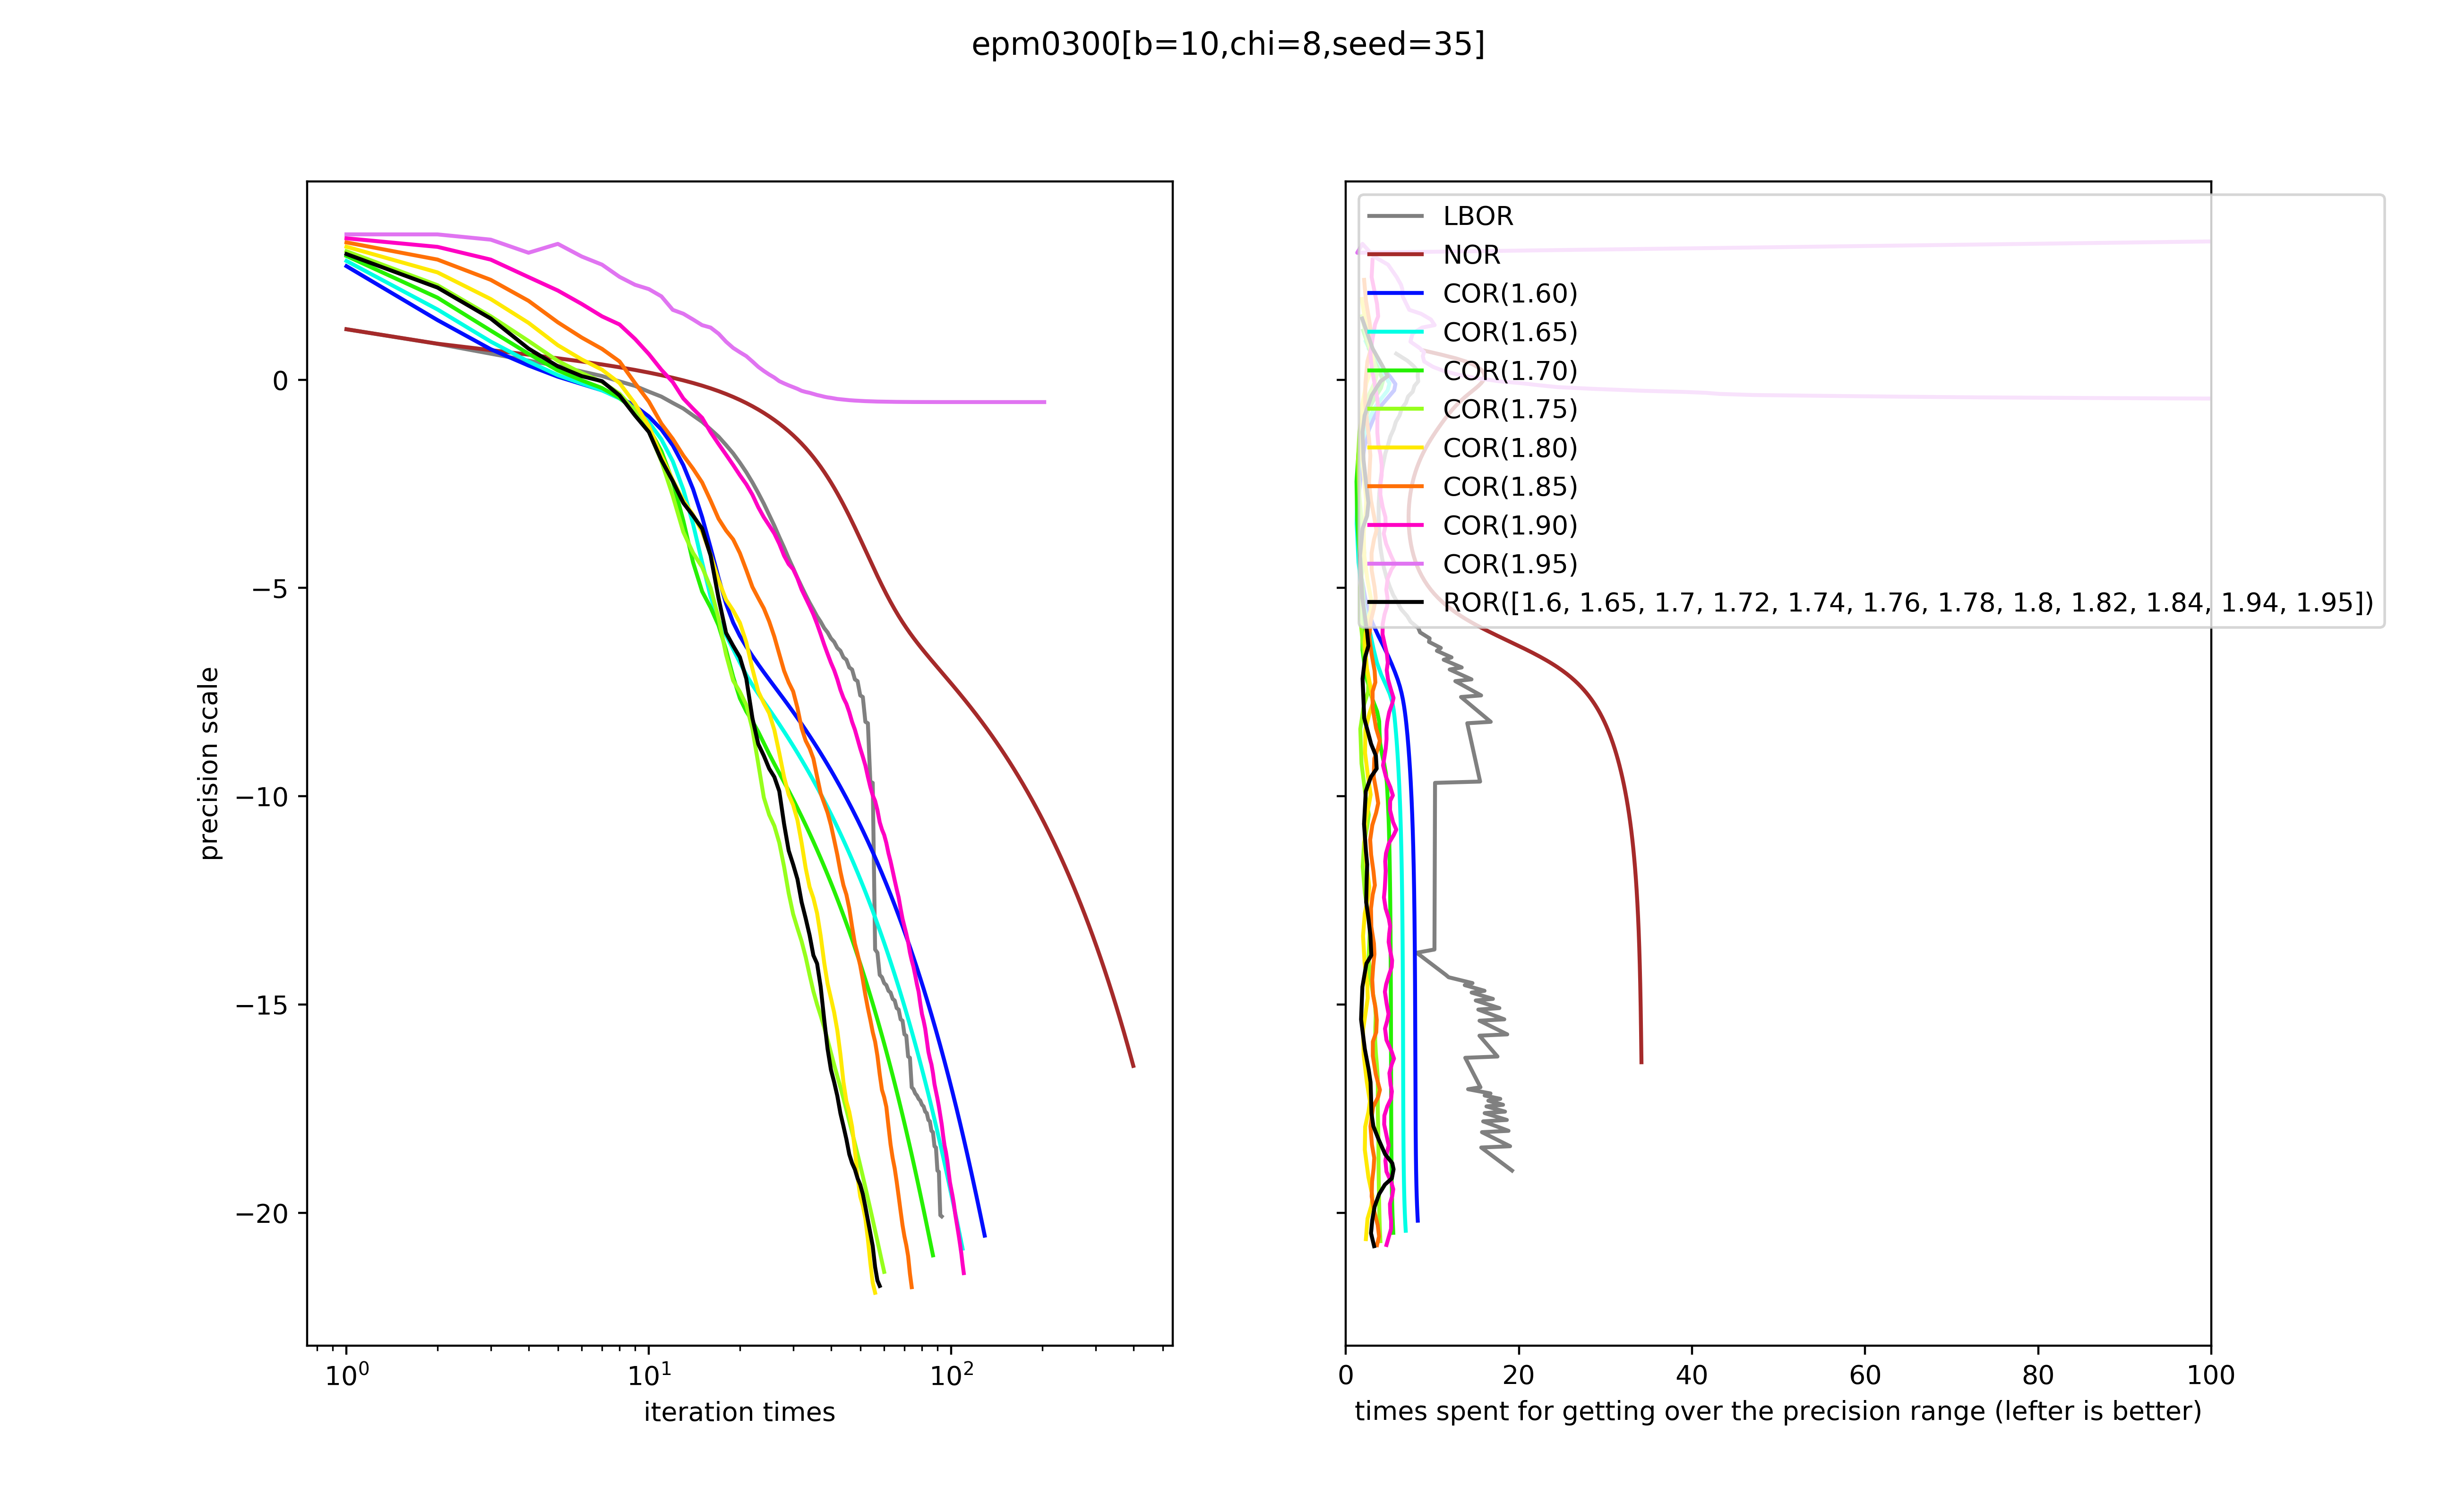 epm0300[b=10,chi=8,seed=35]
precision scale
0
−5
−10
−15
−20
10⁰ 10¹ 10²
iteration times
LBOR
NOR
COR(1.60)
COR(1.65)
COR(1.70)
COR(1.75)
COR(1.80)
COR(1.85)
COR(1.90)
COR(1.95)
ROR([1.6, 1.65, 1.7, 1.72, 1.74, 1.76, 1.78, 1.8, 1.82, 1.84, 1.94, 1.95])
0 20 40 60 80 100
times spent for getting over the precision range (lefter is better)